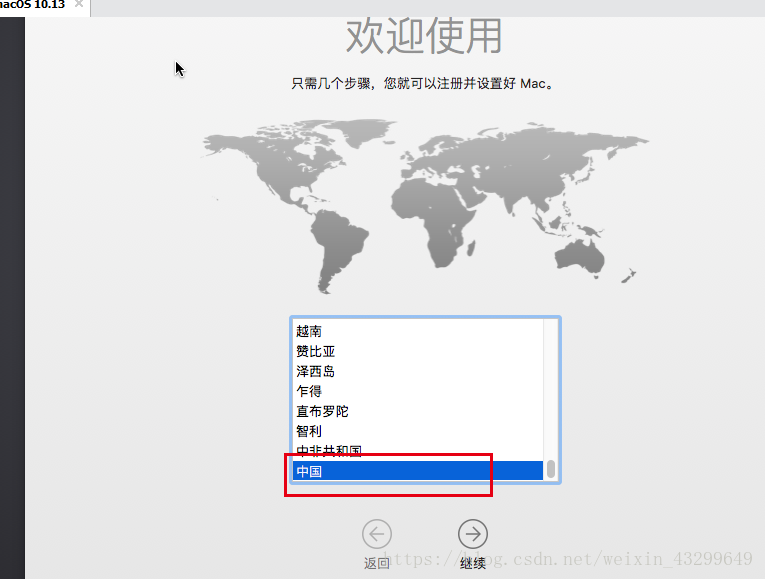 macOS 10.13
欢迎使用
只需几个步骤，您就可以注册并设置好 Mac。
越南
赞比亚
泽西岛
乍得
直布罗陀
智利
中非共和国
中国
返回
继续
https://blog.csdn.net/weixin_43299649